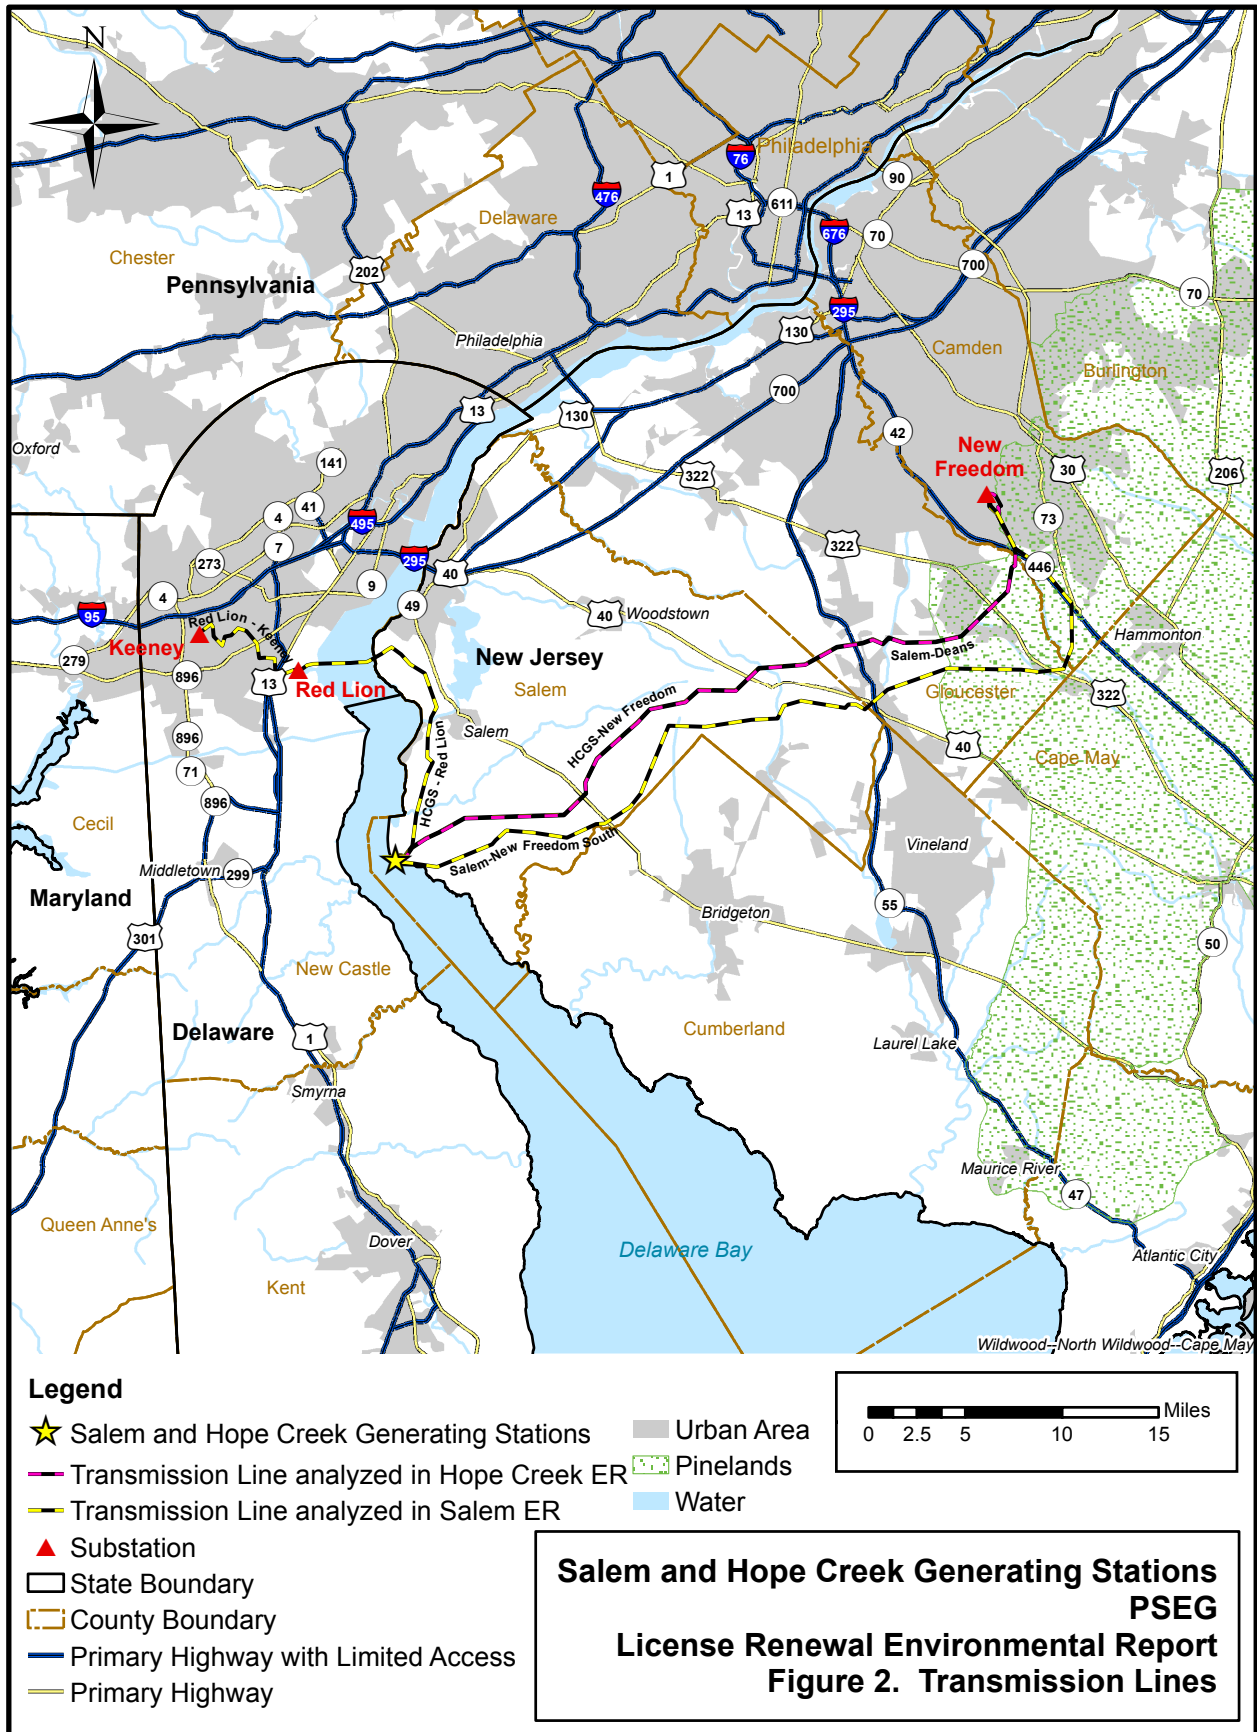 N
Philadelphia
76
1
90
476
13
611
Delaware
676
70
Chester
700
202
Pennsylvania
70
295
130
Philadelphia
Camden
Burlington
700
13
130
42
Oxford
New
Freedom
141
30
206
322
41
4
495
73
7
322
295
273
40
446
9
4
49
95
40
Woodstown
Red Lion - Keeney
Hammonton
Keeney
Salem-Deans
New Jersey
279
896
13
Red Lion
Salem
Gloucester
322
HCGS-New Freedom
Salem
896
40
Cape May
71
HCGS - Red Lion
896
Cecil
Vineland
Salem-New Freedom South
Middletown
299
Maryland
55
Bridgeton
301
50
New Castle
Delaware
Cumberland
1
Laurel Lake
Smyrna
Maurice River
47
Queen Anne's
Dover
Delaware Bay
Atlantic City
Kent
Wildwood--North Wildwood--Cape May
Legend
Salem and Hope Creek Generating Stations
Transmission Line analyzed in Hope Creek ER
Transmission Line analyzed in Salem ER
Substation
State Boundary
County Boundary
Primary Highway with Limited Access
Primary Highway
Urban Area
Pinelands
Water
Miles
0 2.5 5 10 15
Salem and Hope Creek Generating Stations
PSEG
License Renewal Environmental Report
Figure 2. Transmission Lines